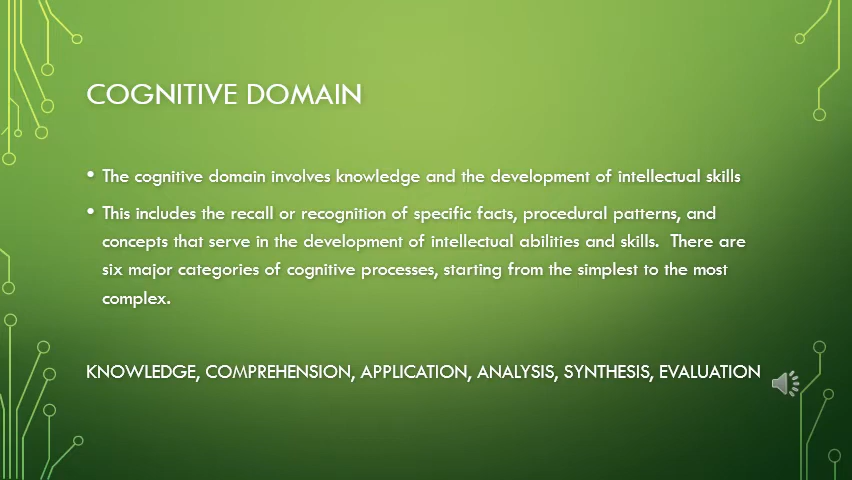 COGNITIVE DOMAIN
• The cognitive domain involves knowledge and the development of intellectual skills
• This includes the recall or recognition of specific facts, procedural patterns, and
concepts that serve in the development of intellectual abilities and skills.  There are
six major categories of cognitive processes, starting from the simplest to the most
complex.
KNOWLEDGE, COMPREHENSION, APPLICATION, ANALYSIS, SYNTHESIS, EVALUATION